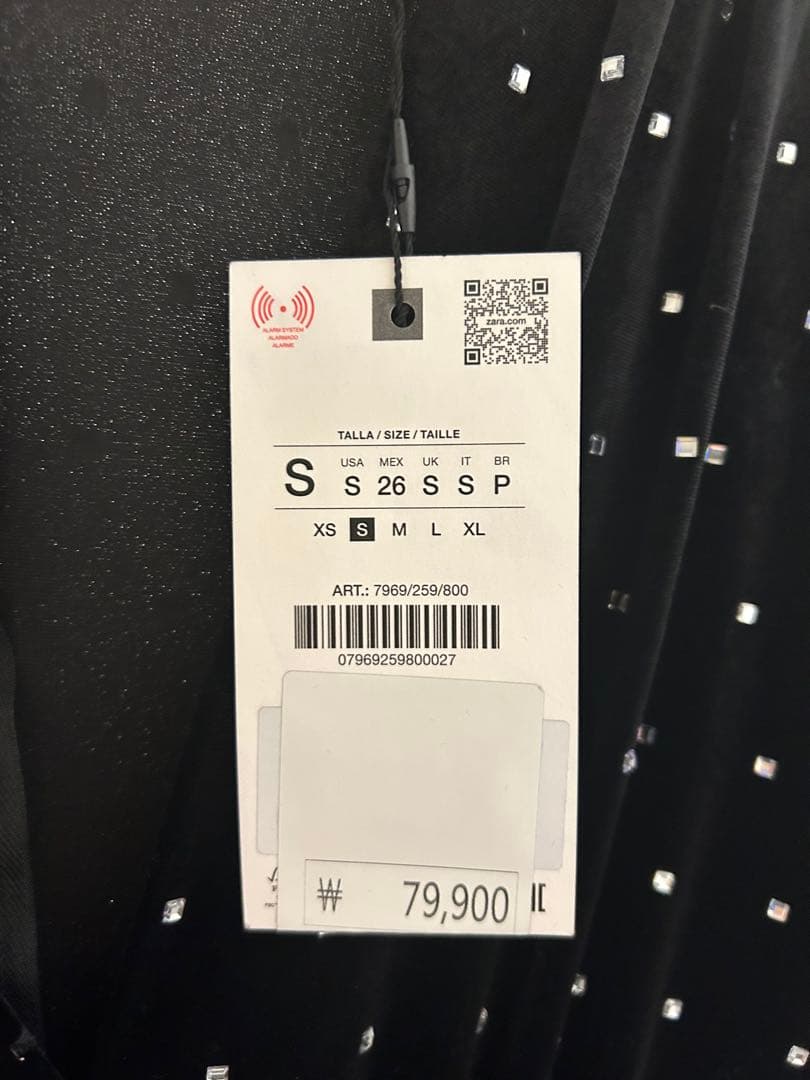 ALARM SYSTEM
ALARMADO
ALARME
zara.com
TALLA / SIZE / TAILLE
S
USA MEX UK IT BR
S 26 S S P
XS S M L XL
ART.: 7969/259/800
07969259800027
₩ 79,900